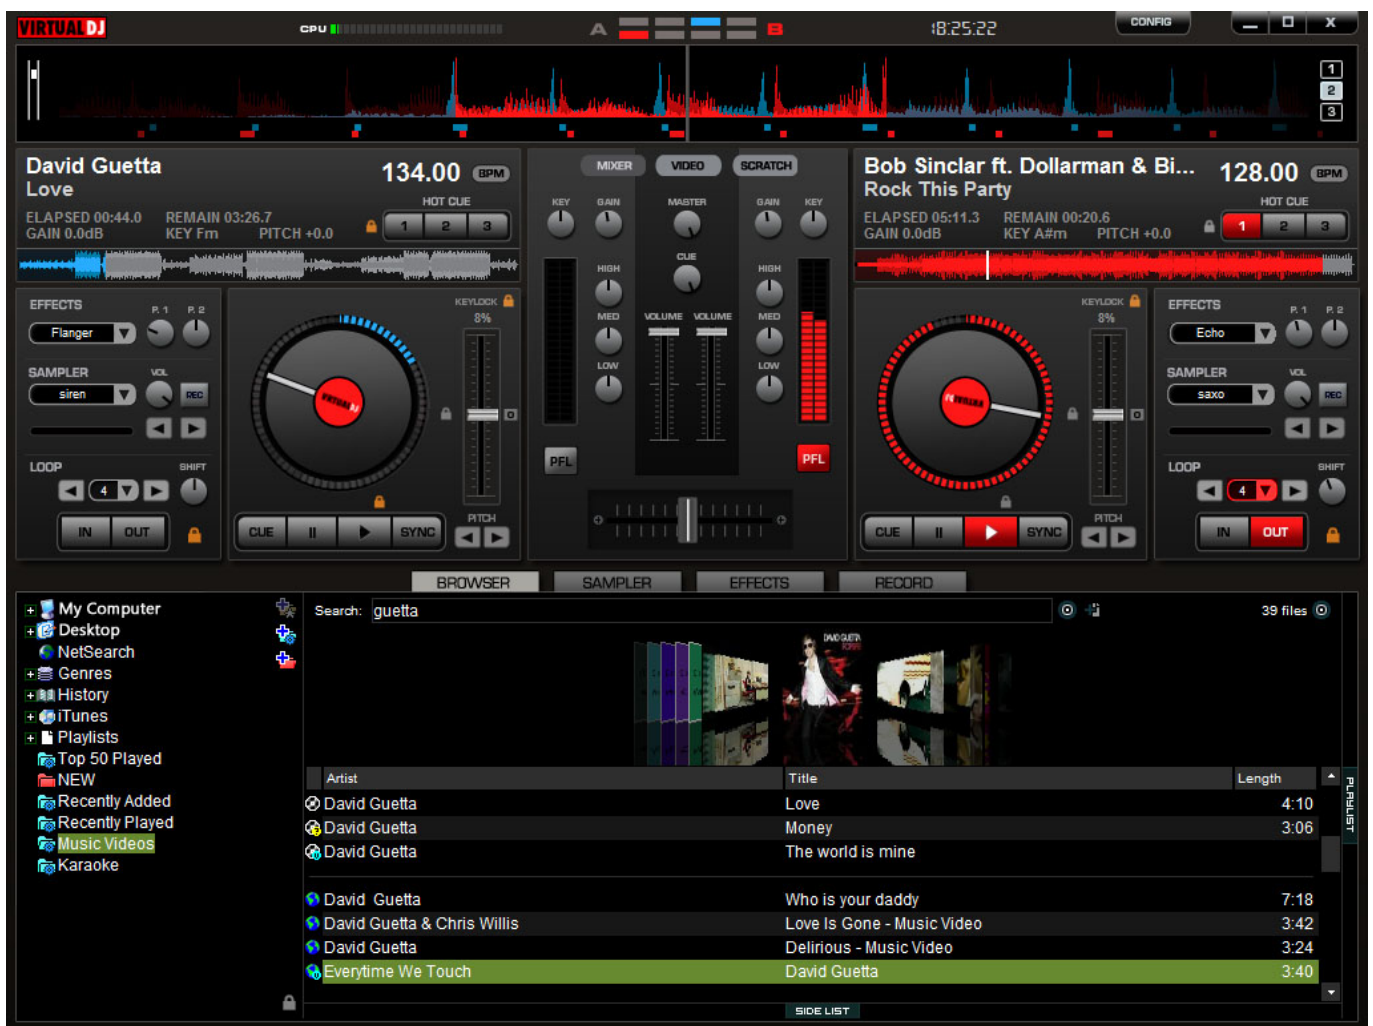 VIRTUAL DJ
CPU
A
B
18:25:22
CONFIG
X
1
2
3
David Guetta
Love
134.00 BPM
HOT CUE
ELAPSED 00:44.0 REMAIN 03:26.7
GAIN 0.0dB KEY Fm PITCH +0.0
1 2 3
MIXER VIDEO SCRATCH
KEY GAIN MASTER GAIN KEY
CUE
HIGH HIGH
MED VOLUME VOLUME MED
LOW LOW
PFL PFL
Bob Sinclar ft. Dollarman & Bi...
Rock This Party
128.00 BPM
HOT CUE
ELAPSED 05:11.3 REMAIN 00:20.6
GAIN 0.0dB KEY A#m PITCH +0.0
1 2 3
EFFECTS P. 1 P. 2
Flanger
SAMPLER VOL
siren REC
LOOP SHIFT
4
IN OUT
KEYLOCK
8%
VIRTUAL DJ
CUE SYNC
PITCH
KEYLOCK
8%
CUE SYNC
PITCH
EFFECTS P. 1 P. 2
Echo
SAMPLER VOL
saxo REC
LOOP SHIFT
4
IN OUT
BROWSER SAMPLER EFFECTS RECORD
My Computer
Desktop
NetSearch
Genres
History
iTunes
Playlists
Top 50 Played
NEW
Recently Added
Recently Played
Music Videos
Karaoke
Search: guetta
39 files
DAVID GUETTA
Artist Title Length
David Guetta Love 4:10
David Guetta Money 3:06
David Guetta The world is mine
David Guetta Who is your daddy 7:18
David Guetta & Chris Willis Love Is Gone - Music Video 3:42
David Guetta Delirious - Music Video 3:24
Everytime We Touch David Guetta 3:40
PLAYLIST
SIDE LIST